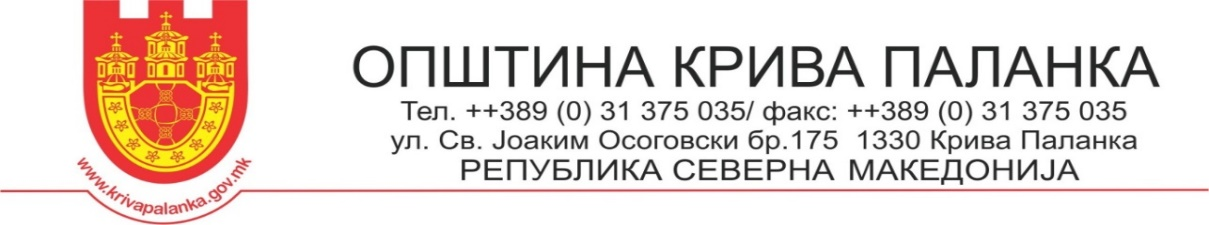 ОПШТИНА КРИВА ПАЛАНКА
Тел. ++389 (0) 31 375 035/ факс: ++389 (0) 31 375 035
ул. Св. Јоаким Осоговски бр.175 1330 Крива Паланка
РЕПУБЛИКА СЕВЕРНА МАКЕДОНИЈА
www.krivapalanka.gov.mk